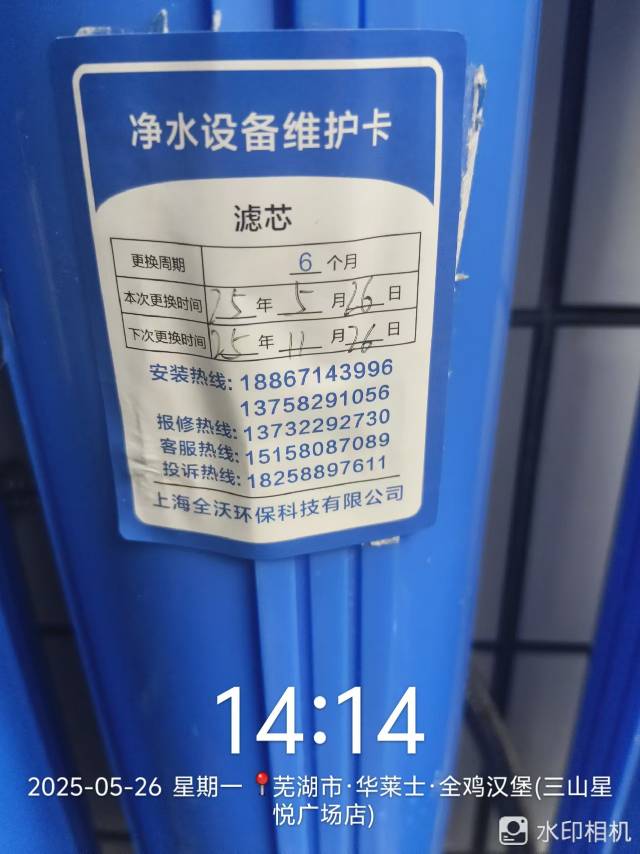 净水设备维护卡
滤芯
更换周期 6 个月
本次更换时间 25 年 5 月 26 日
下次更换时间 25 年 11 月 26 日
安装热线: 18867143996
13758291056
报修热线: 13732292730
客服热线: 15158087089
投诉热线: 18258897611
上海全沃环保科技有限公司
14:14
2025-05-26 星期一 芜湖市·华莱士·全鸡汉堡(三山星
悦广场店)
水印相机